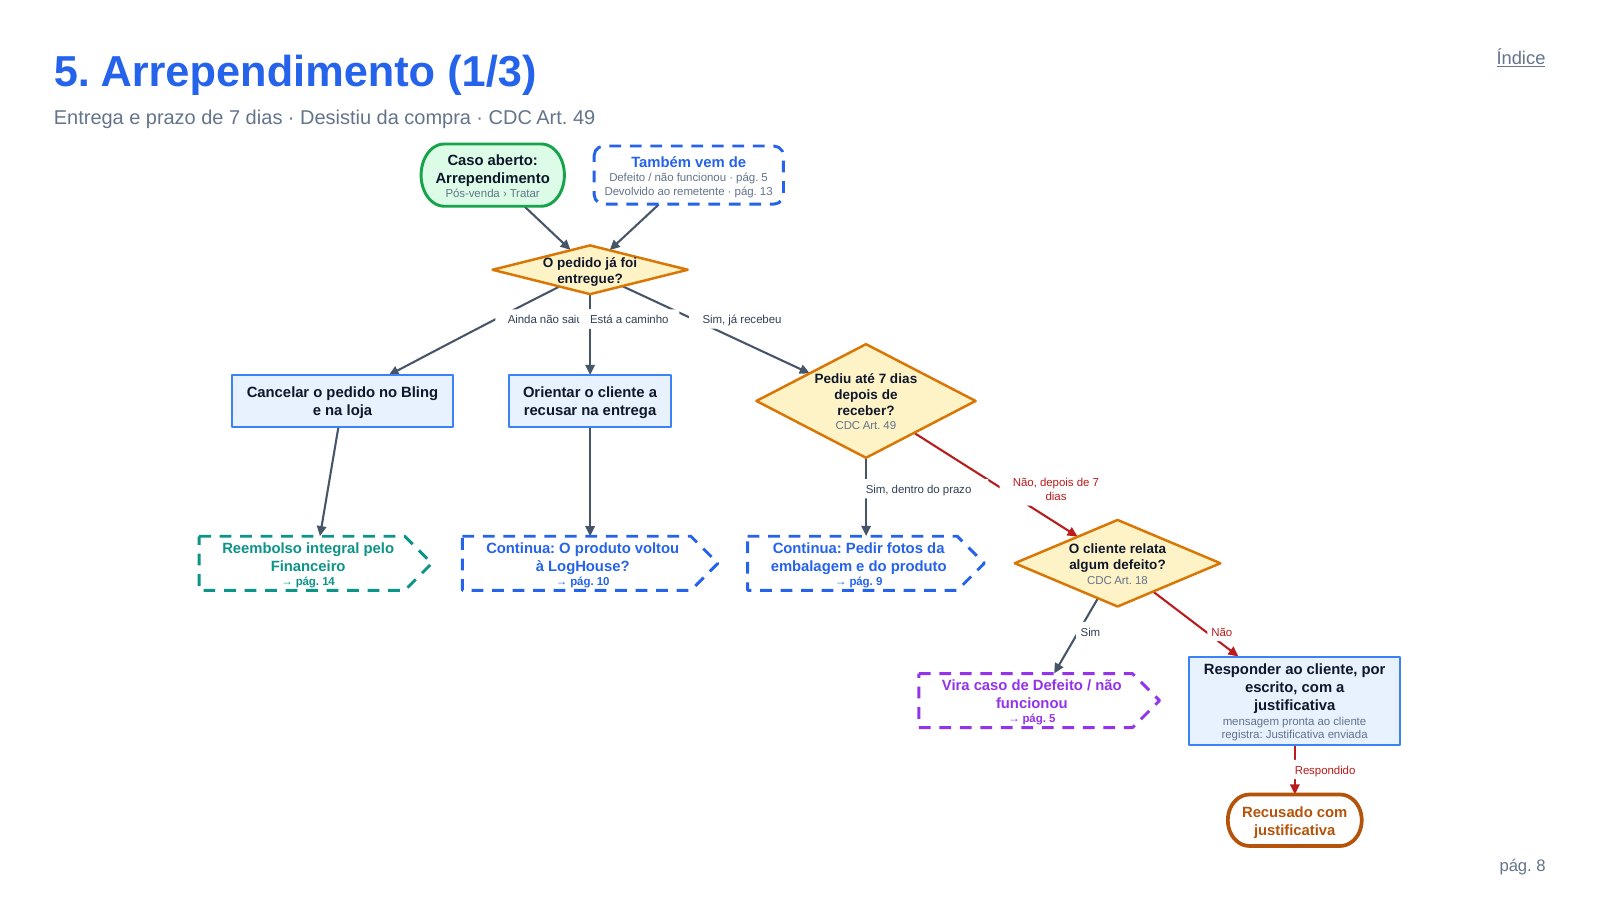 5. Arrependimento (1/3)
Índice
Entrega e prazo de 7 dias · Desistiu da compra · CDC Art. 49
Caso aberto:
Arrependimento
Pós-venda › Tratar
Também vem de
Defeito / não funcionou · pág. 5
Devolvido ao remetente · pág. 13
O pedido já foi
entregue?
Ainda não saiu
Está a caminho
Sim, já recebeu
Cancelar o pedido no Bling
e na loja
Orientar o cliente a
recusar na entrega
Pediu até 7 dias
depois de
receber?
CDC Art. 49
Sim, dentro do prazo
Não, depois de 7
dias
Reembolso integral pelo
Financeiro
→ pág. 14
Continua: O produto voltou
à LogHouse?
→ pág. 10
Continua: Pedir fotos da
embalagem e do produto
→ pág. 9
O cliente relata
algum defeito?
CDC Art. 18
Sim
Não
Vira caso de Defeito / não
funcionou
→ pág. 5
Responder ao cliente, por
escrito, com a
justificativa
mensagem pronta ao cliente
registra: Justificativa enviada
Respondido
Recusado com
justificativa
pág. 8